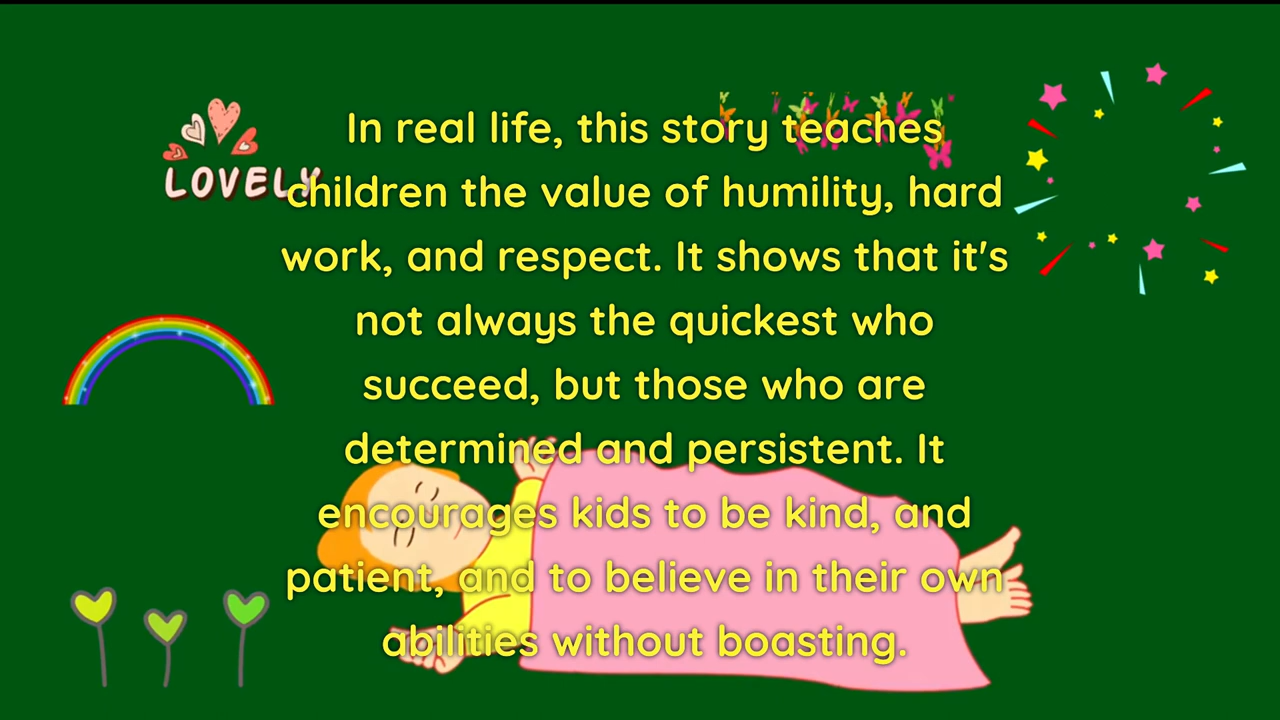 LOVELY
In real life, this story teaches
children the value of humility, hard
work, and respect. It shows that it's
not always the quickest who
succeed, but those who are
determined and persistent. It
encourages kids to be kind, and
patient, and to believe in their own
abilities without boasting.